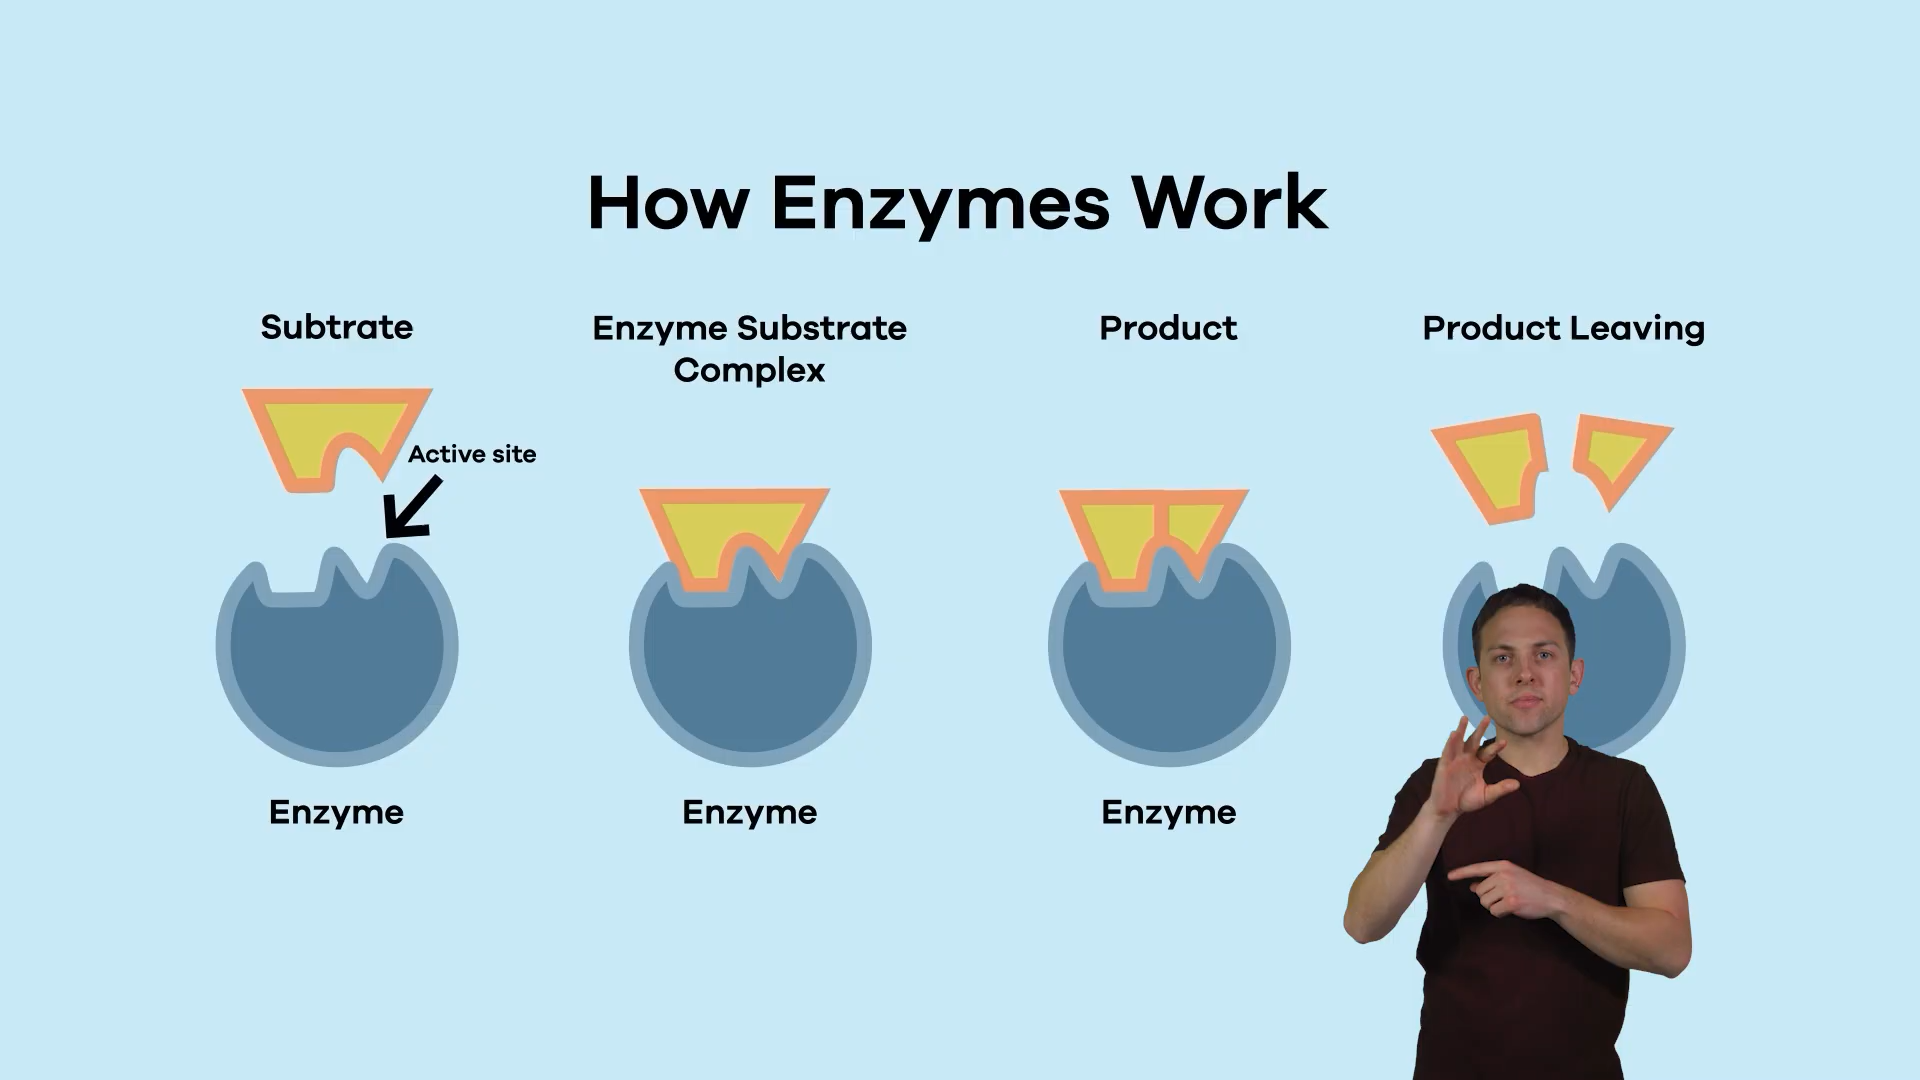 How Enzymes Work
Subtrate
Enzyme Substrate
Complex
Product
Product Leaving
Active site
Enzyme
Enzyme
Enzyme